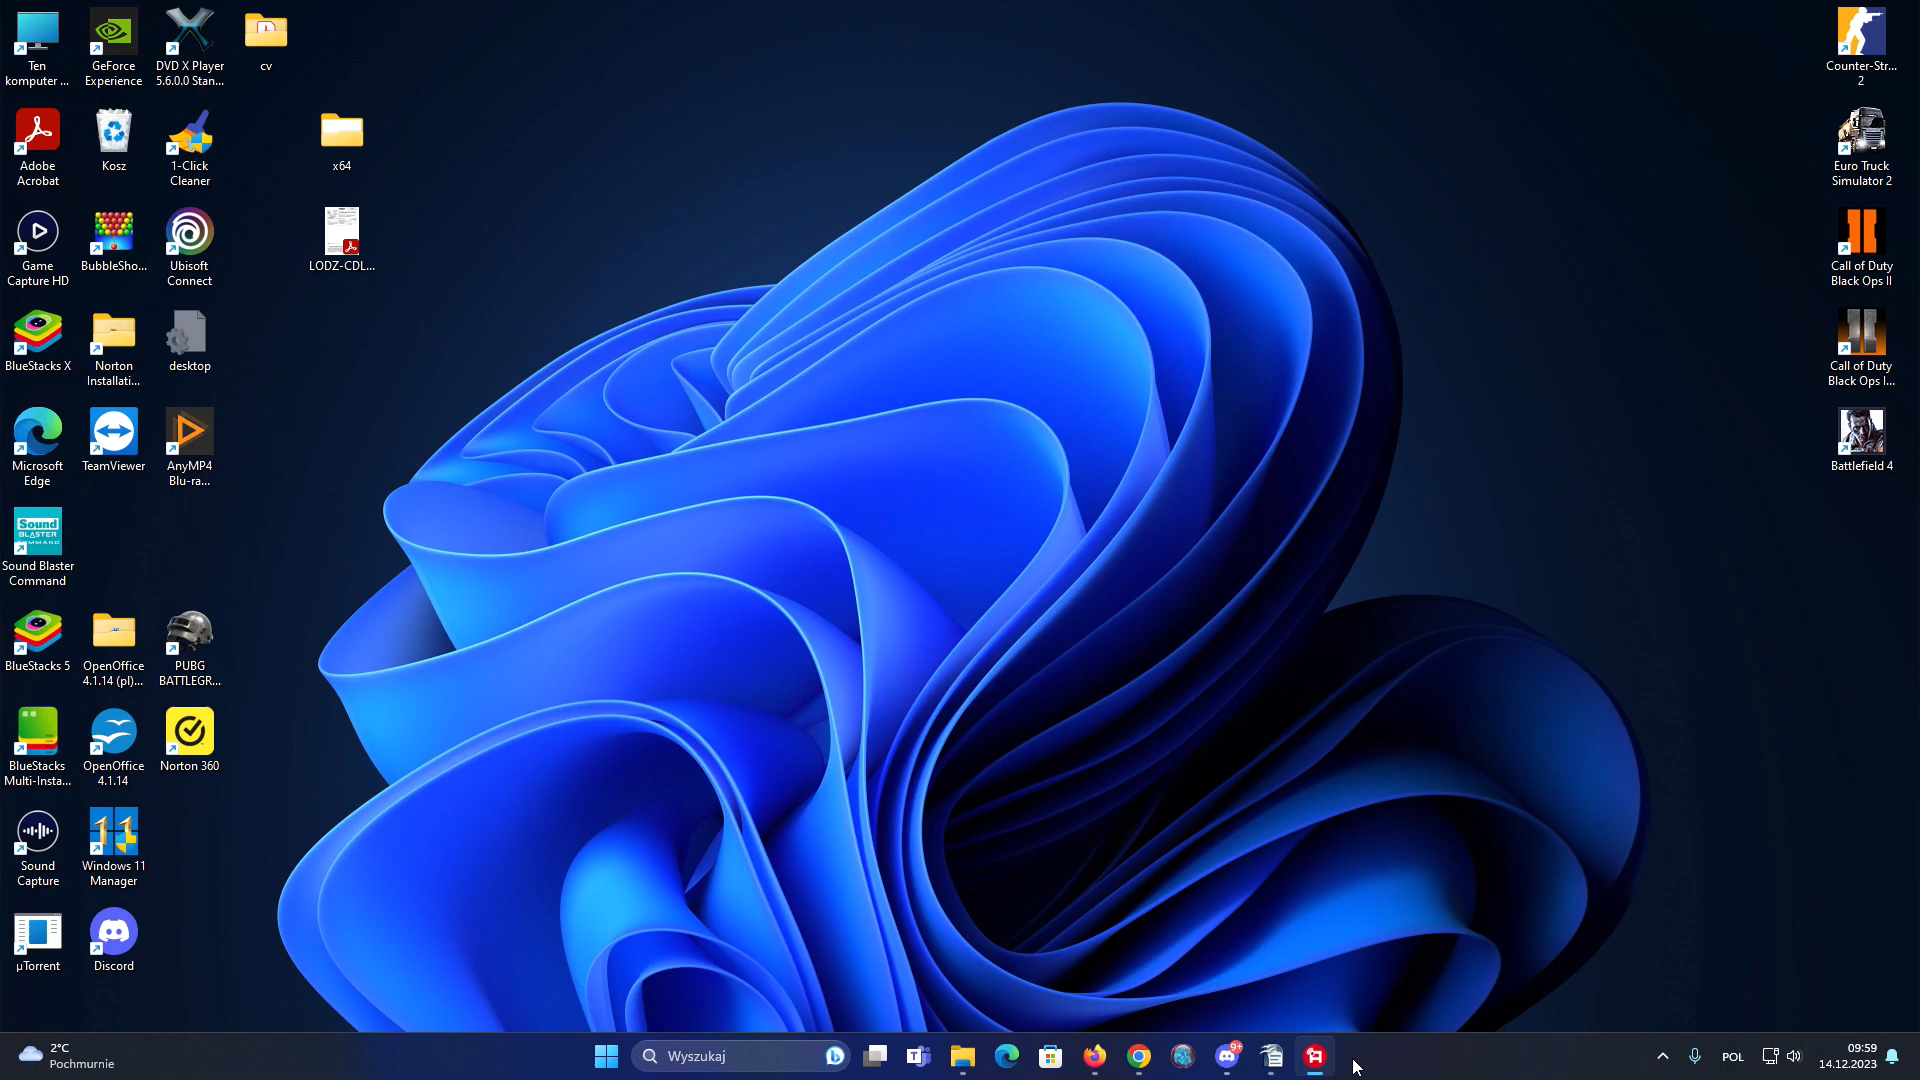 Ten
komputer ...
GeForce
Experience
DVD X Player
5.6.0.0 Stan...
cv
Counter-Str...
2
Adobe
Acrobat
Kosz
1-Click
Cleaner
x64
Euro Truck
Simulator 2
Game
Capture HD
BubbleSho...
Ubisoft
Connect
LODZ-CDL...
Call of Duty
Black Ops II
BlueStacks X
Norton
Installati...
desktop
Call of Duty
Black Ops I...
Microsoft
Edge
TeamViewer
AnyMP4
Blu-ra...
Battlefield 4
Sound
BLASTER
COMMAND
Sound Blaster
Command
BlueStacks 5
OpenOffice
4.1.14 (pl)...
PUBG
BATTLEGR...
BlueStacks
Multi-Insta...
OpenOffice
4.1.14
Norton 360
Sound
Capture
11
Windows 11
Manager
µTorrent
Discord
2°C
Pochmurnie
Wyszukaj
9+
POL
09:59
14.12.2023